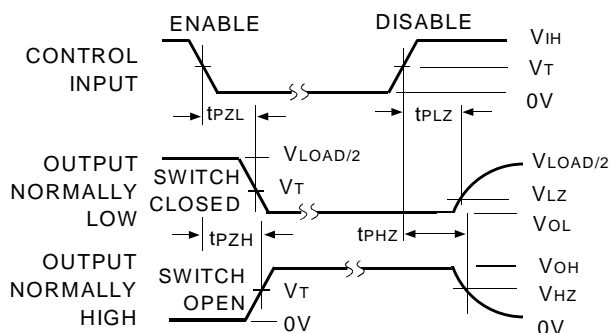 ENABLE
DISABLE
CONTROL
INPUT
VIH
VT
0V
tPZL
tPLZ
OUTPUT
NORMALLY
LOW
SWITCH
CLOSED
VLOAD/2
VT
VLOAD/2
VLZ
VOL
tPZH
tPHZ
OUTPUT
NORMALLY
HIGH
SWITCH
OPEN
VT
0V
VOH
VHZ
0V